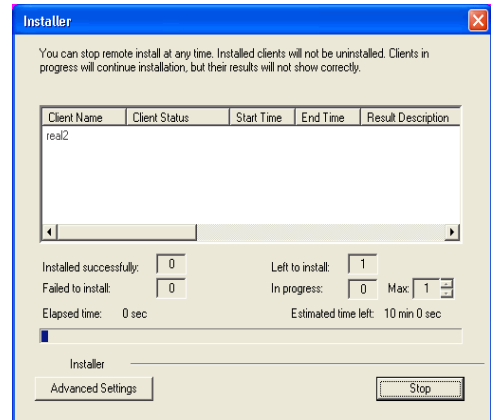 Installer
You can stop remote install at any time. Installed clients will not be uninstalled. Clients in
progress will continue installation, but their results will not show correctly.
Client Name Client Status Start Time End Time Result Description
real2
Installed successfully: 0 Left to install: 1
Failed to install: 0 In progress: 0 Max: 1
Elapsed time: 0 sec Estimated time left: 10 min 0 sec
Installer
Advanced Settings Stop